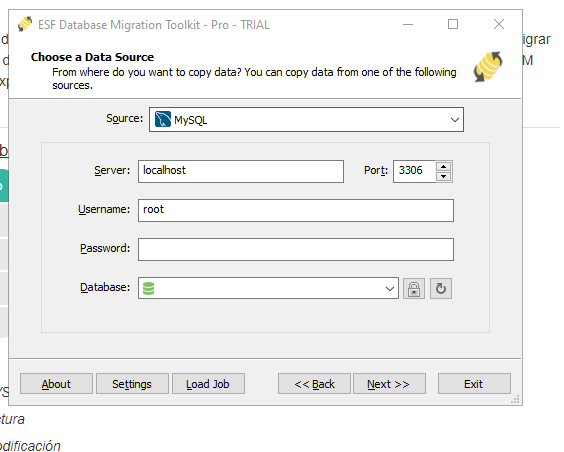 ESF Database Migration Toolkit - Pro - TRIAL
Choose a Data Source
From where do you want to copy data? You can copy data from one of the following
sources.
Source: MySQL
Server: localhost Port: 3306
Username: root
Password:
Database:
About Settings Load Job << Back Next >> Exit
d
igrar
d
M
xp
b
o
/S
ctura
odificación